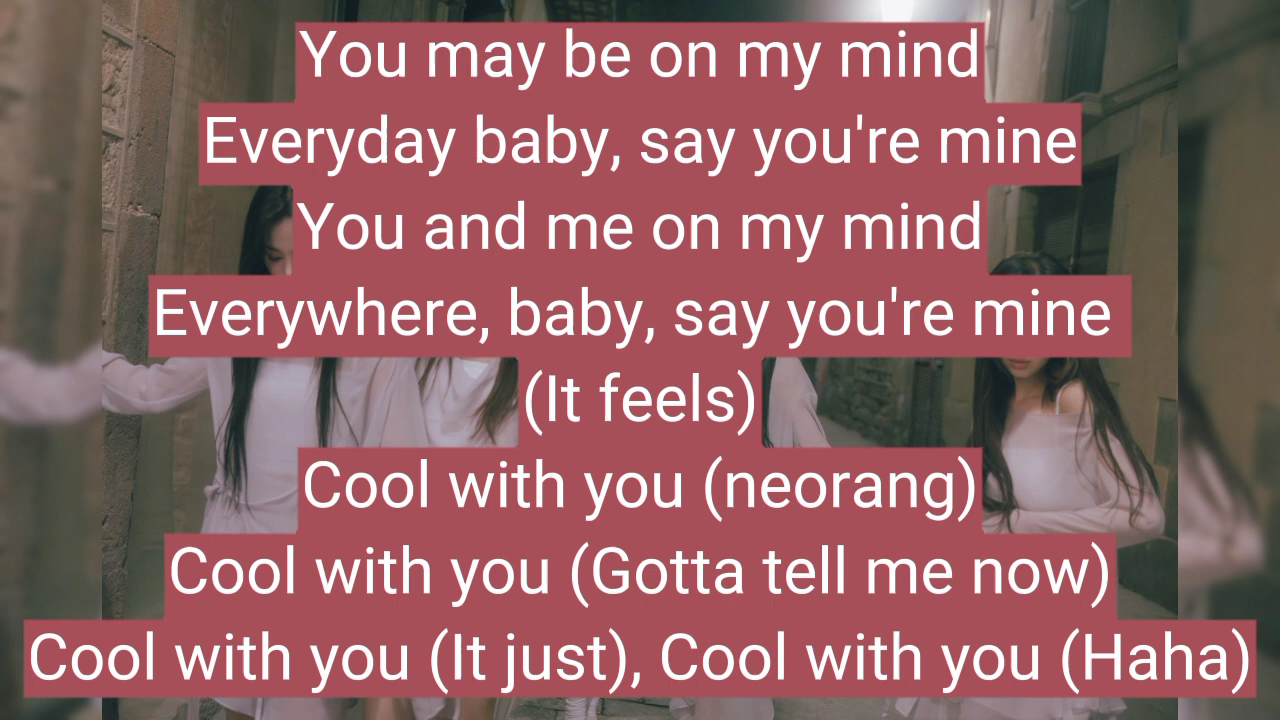 You may be on my mind
Everyday baby, say you're mine
You and me on my mind
Everywhere, baby, say you're mine
(It feels)
Cool with you (neorang)
Cool with you (Gotta tell me now)
Cool with you (It just), Cool with you (Haha)